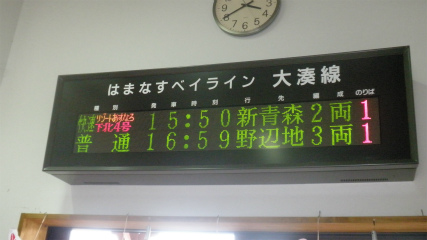 はまなすベイライン 大湊線
種別 発車時刻 行先 編成 のりば
快速 リゾートあすなろ下北4号 15:50 新青森 2両 1
普通 16:59 野辺地 3両 1